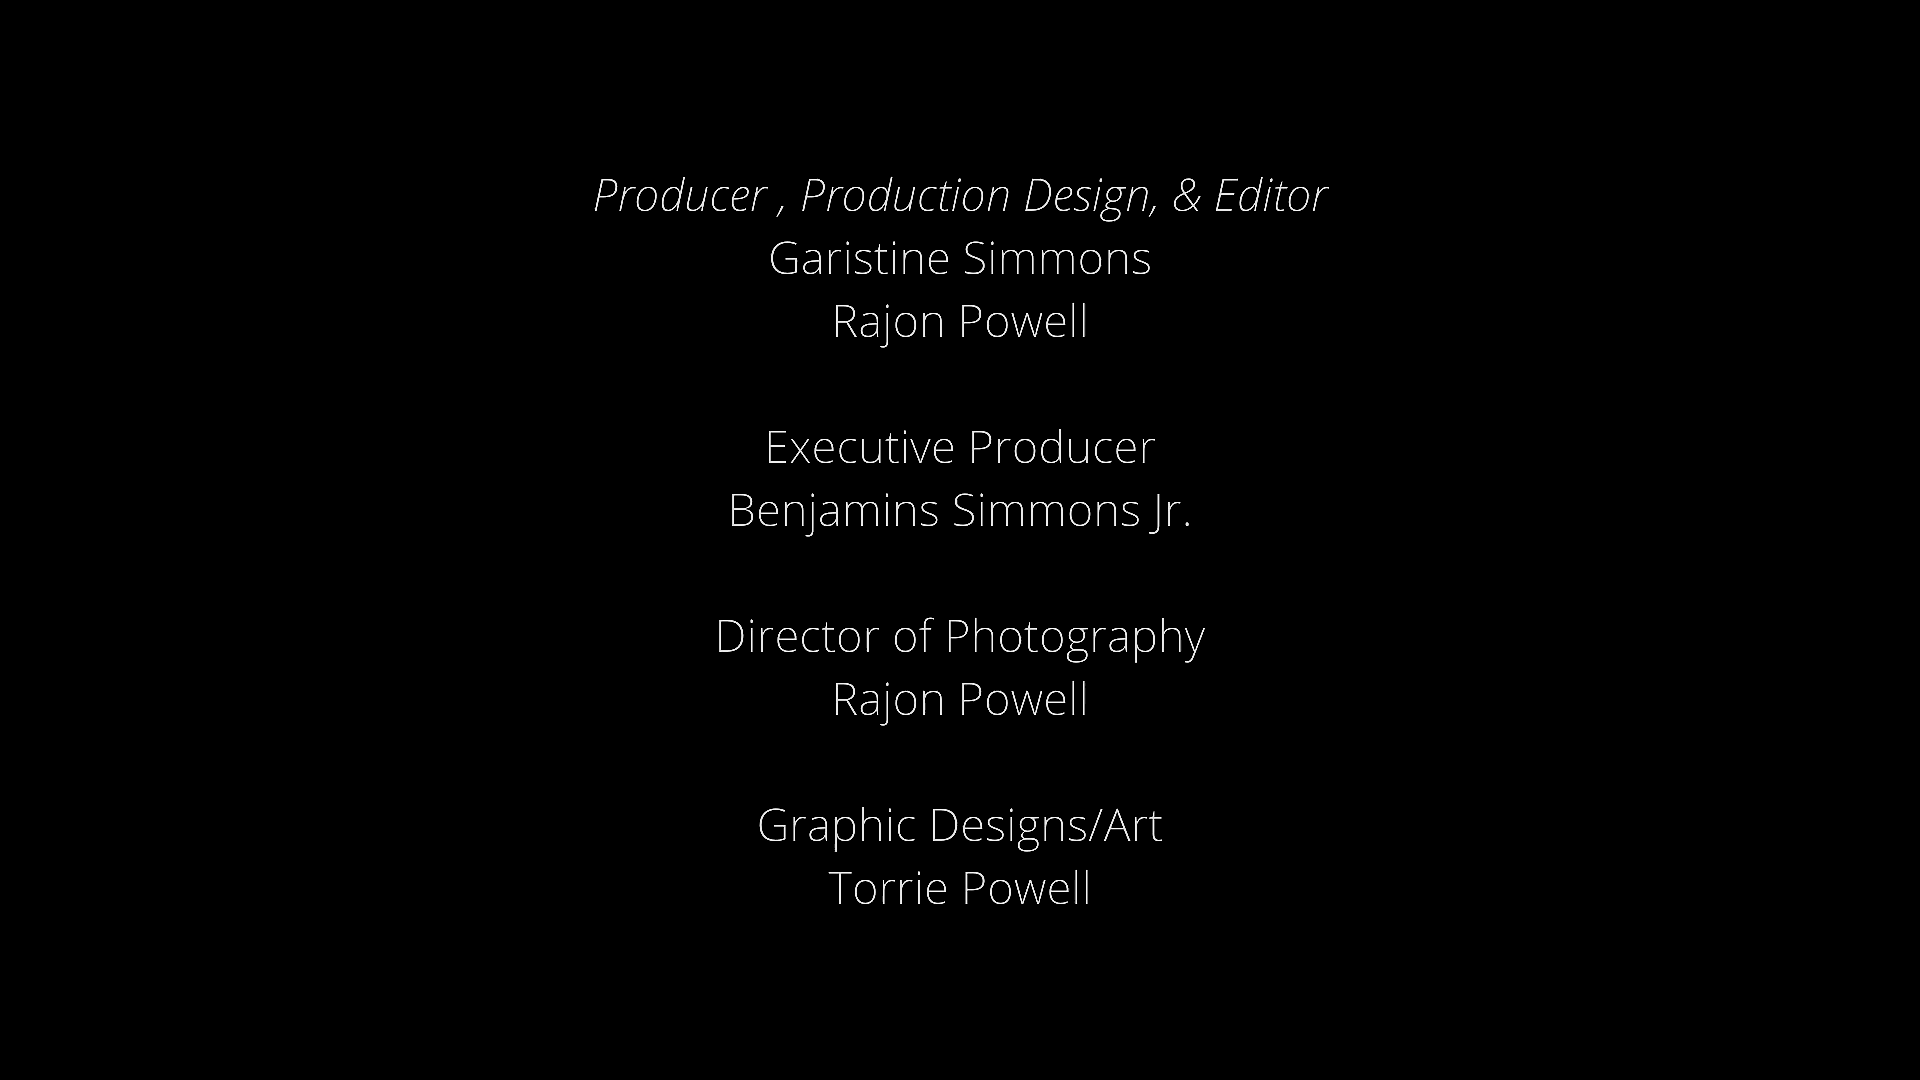 Producer , Production Design, & Editor
Garistine Simmons
Rajon Powell
Executive Producer
Benjamins Simmons Jr.
Director of Photography
Rajon Powell
Graphic Designs/Art
Torrie Powell